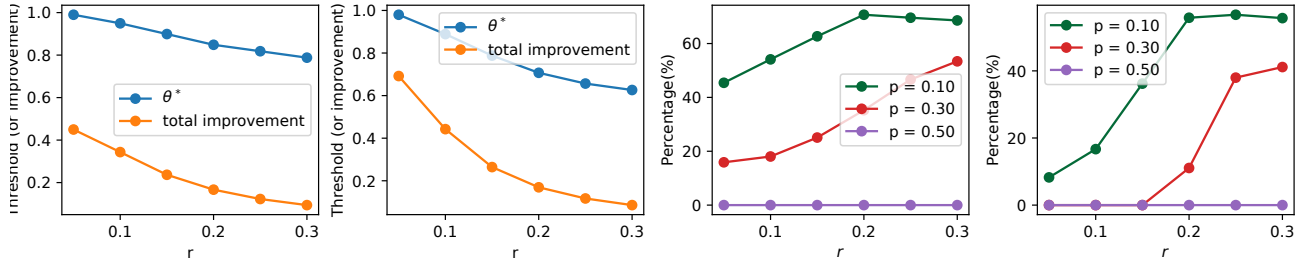 Threshold (or improvement)
1.0
0.8
0.6
0.4
0.2
θ*
total improvement
0.1
0.2
0.3
r
Threshold (or improvement)
1.0
0.8
0.6
0.4
0.2
θ*
total improvement
0.1
0.2
0.3
r
Percentage(%)
60
40
20
0
p = 0.10
p = 0.30
p = 0.50
0.1
0.2
0.3
r
Percentage(%)
40
20
0
p = 0.10
p = 0.30
p = 0.50
0.1
0.2
0.3
r